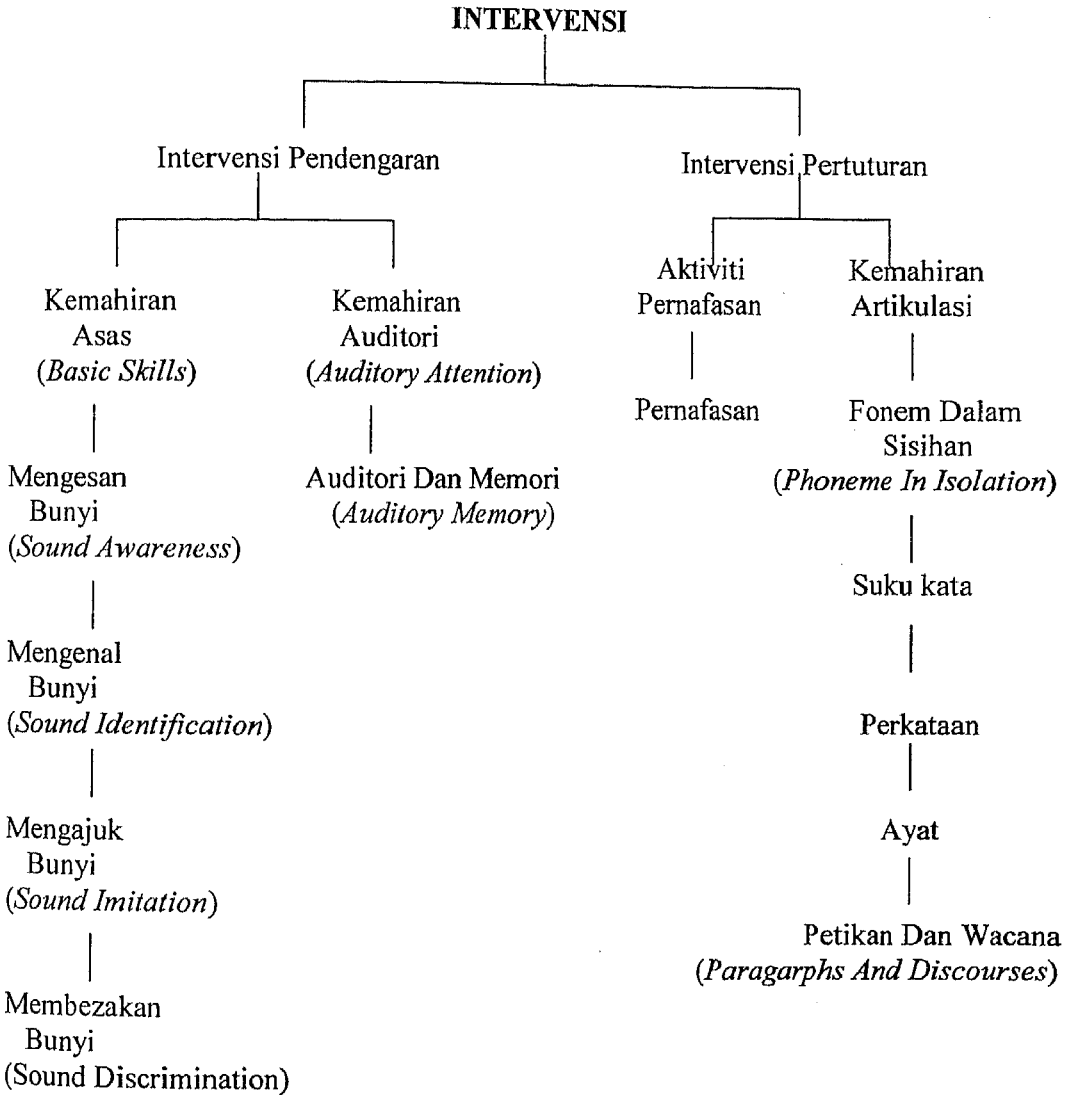 INTERVENSI
Intervensi Pendengaran
Intervensi Pertuturan
Kemahiran
Asas
(Basic Skills)
Mengesan
Bunyi
(Sound Awareness)
Mengenal
Bunyi
(Sound Identification)
Mengajuk
Bunyi
(Sound Imitation)
Membezakan
Bunyi
(Sound Discrimination)
Kemahiran
Auditori
(Auditory Attention)
Auditori Dan Memori
(Auditory Memory)
Aktiviti
Pernafasan
Pernafasan
Kemahiran
Artikulasi
Fonem Dalam
Sisihan
(Phoneme In Isolation)
Suku kata
Perkataan
Ayat
Petikan Dan Wacana
(Paragarphs And Discourses)